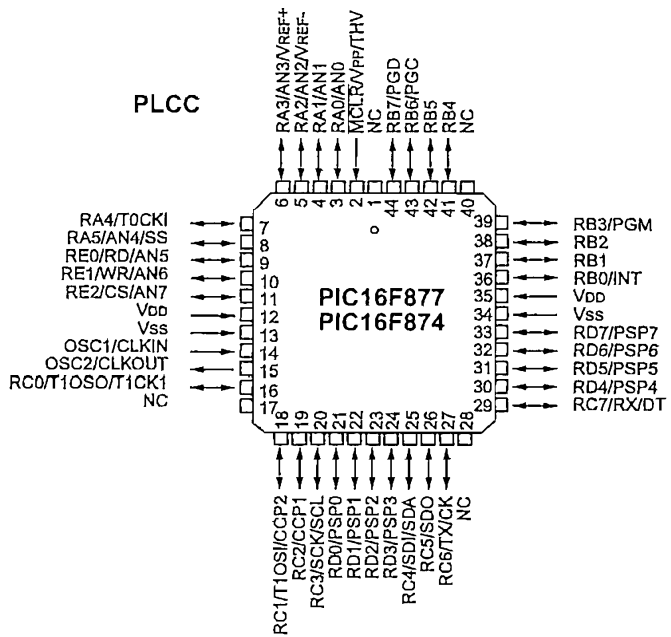 PLCC
RA3/AN3/VREF+
RA2/AN2/VREF-
RA1/AN1
RA0/AN0
MCLR/VPP/THV
NC
RB7/PGD
RB6/PGC
RB5
RB4
NC
6 5 4 3 2 1 44 43 42 41 40
RA4/T0CKI 7
RA5/AN4/SS 8
RE0/RD/AN5 9
RE1/WR/AN6 10
RE2/CS/AN7 11
VDD 12
VSS 13
OSC1/CLKIN 14
OSC2/CLKOUT 15
RC0/T1OSO/T1CK1 16
NC 17
PIC16F877
PIC16F874
39 RB3/PGM
38 RB2
37 RB1
36 RB0/INT
35 VDD
34 VSS
33 RD7/PSP7
32 RD6/PSP6
31 RD5/PSP5
30 RD4/PSP4
29 RC7/RX/DT
18 19 20 21 22 23 24 25 26 27 28
RC1/T1OSI/CCP2
RC2/CCP1
RC3/SCK/SCL
RD0/PSP0
RD1/PSP1
RD2/PSP2
RD3/PSP3
RC4/SDI/SDA
RC5/SDO
RC6/TX/CK
NC